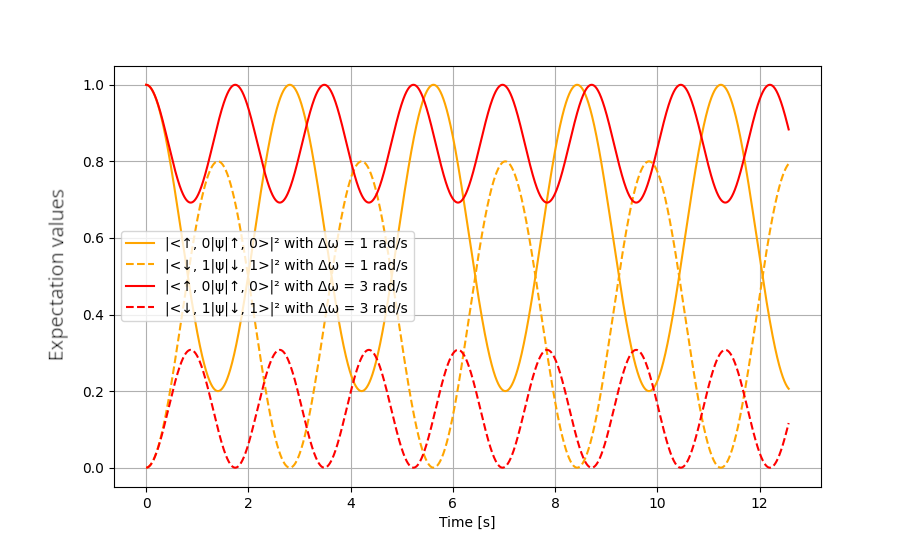 1.0
0.8
0.6
0.4
0.2
0.0
Expectation values
|<↑, 0|ψ|↑, 0>|² with Δω = 1 rad/s
|<↓, 1|ψ|↓, 1>|² with Δω = 1 rad/s
|<↑, 0|ψ|↑, 0>|² with Δω = 3 rad/s
|<↓, 1|ψ|↓, 1>|² with Δω = 3 rad/s
0 2 4 6 8 10 12
Time [s]